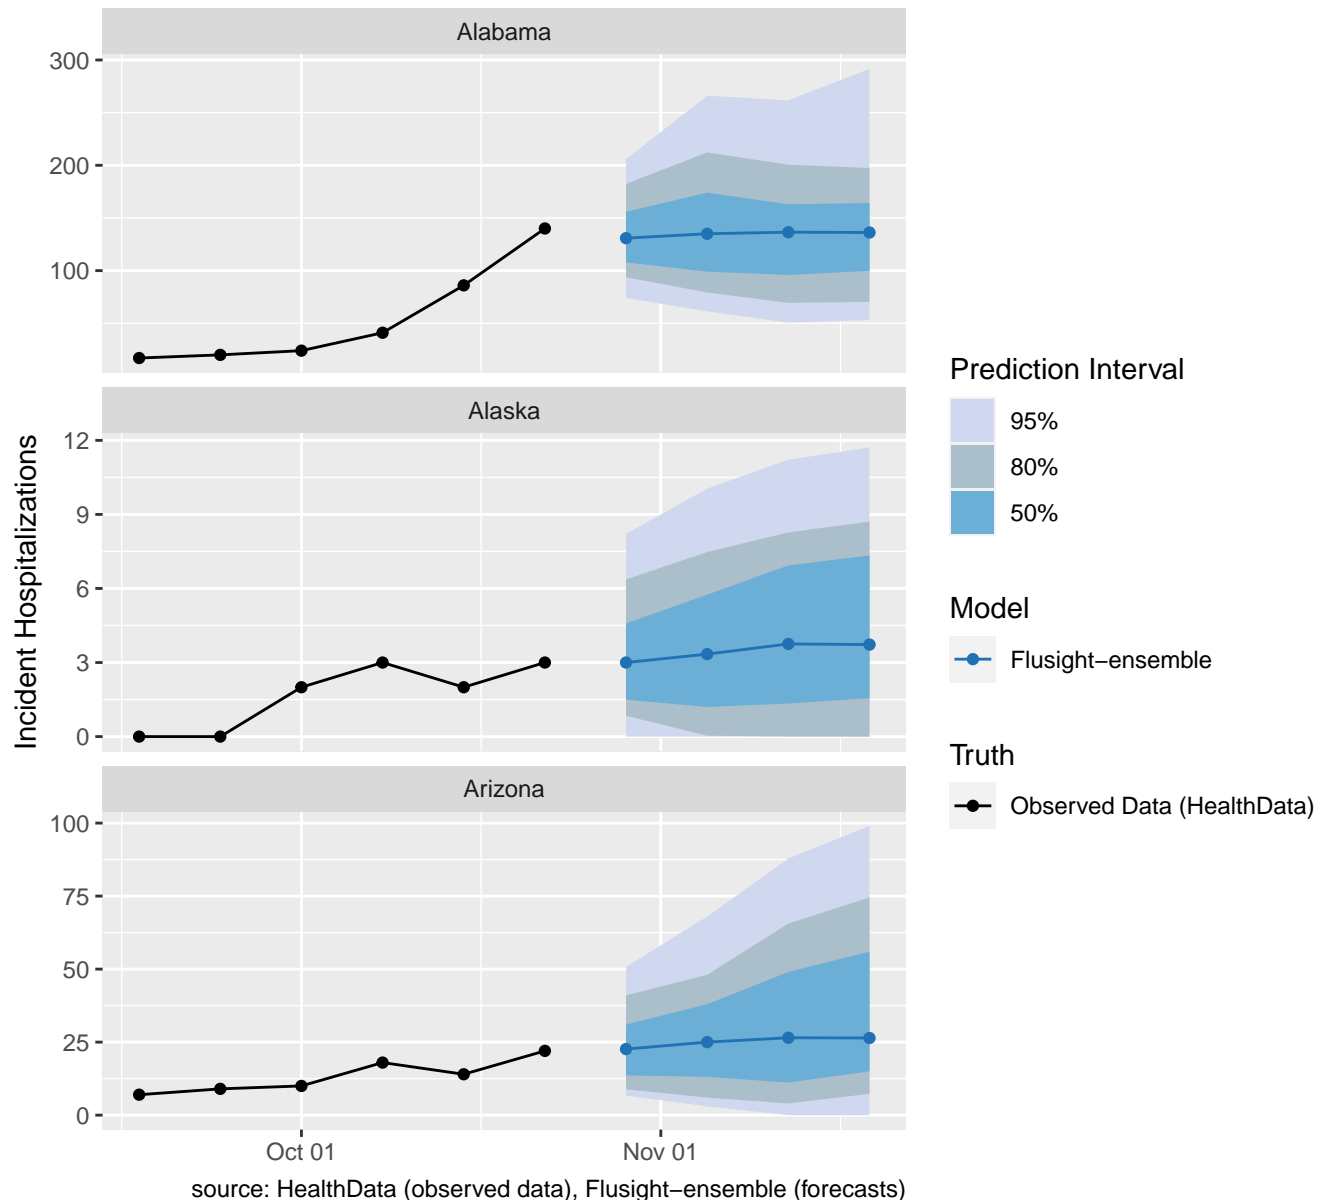 Alabama
300
200
100
Alaska
12
9
6
3
0
Arizona
100
75
50
25
0
Oct 01
Nov 01
Incident Hospitalizations
source: HealthData (observed data), Flusight−ensemble (forecasts)
Prediction Interval
95%
80%
50%
Model
Flusight−ensemble
Truth
Observed Data (HealthData)